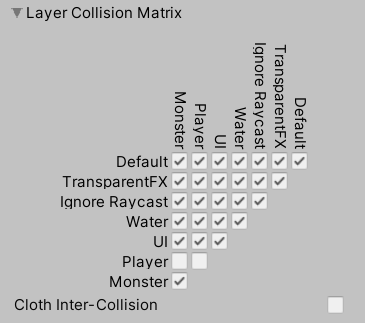 Layer Collision Matrix
Monster
Player
UI
Water
Ignore Raycast
TransparentFX
Default
Default
TransparentFX
Ignore Raycast
Water
UI
Player
Monster
Cloth Inter-Collision